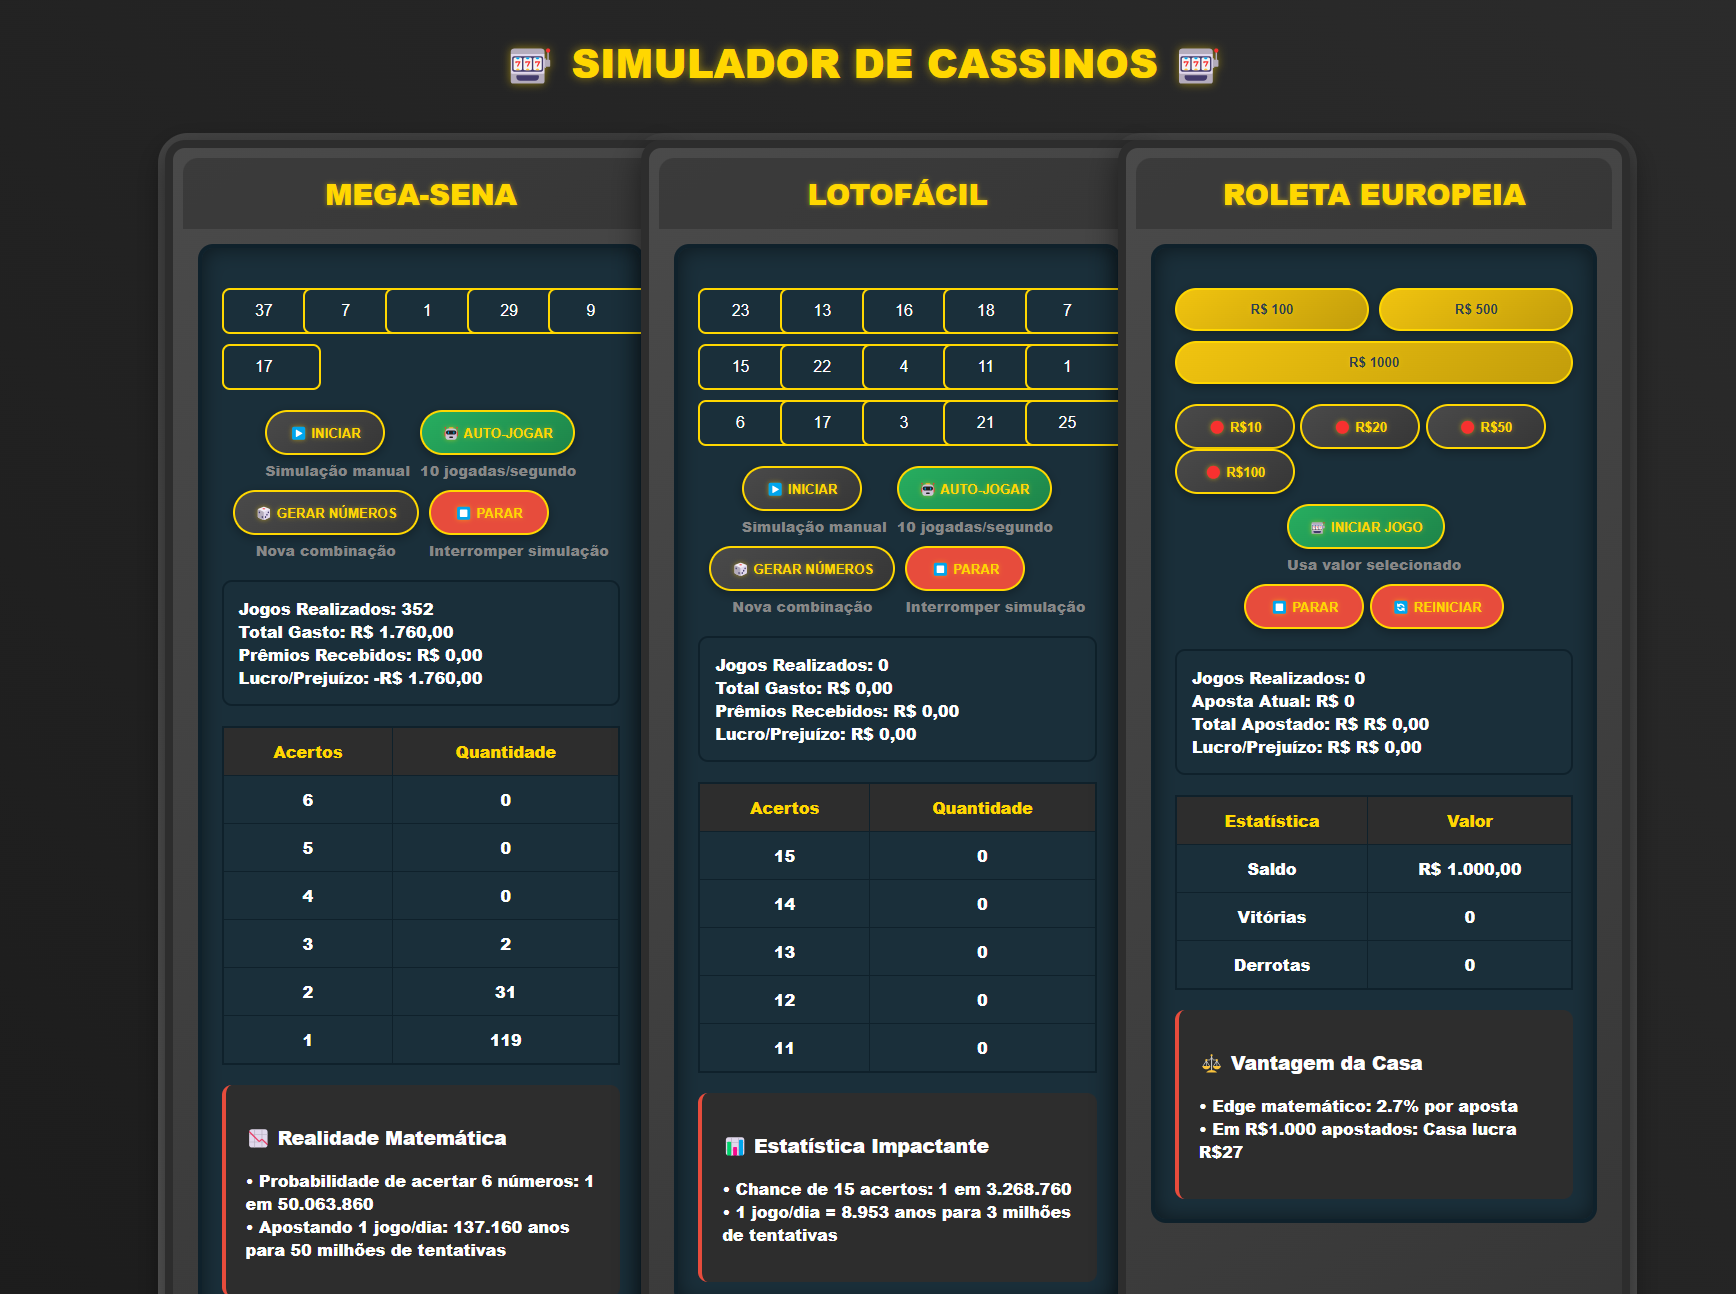 SIMULADOR DE CASSINOS
MEGA-SENA
37 7 1 29 9
17
INICIAR AUTO-JOGAR
Simulação manual 10 jogadas/segundo
GERAR NÚMEROS PARAR
Nova combinação Interromper simulação
Jogos Realizados: 352
Total Gasto: R$ 1.760,00
Prêmios Recebidos: R$ 0,00
Lucro/Prejuízo: -R$ 1.760,00
Acertos Quantidade
6 0
5 0
4 0
3 2
2 31
1 119
Realidade Matemática
• Probabilidade de acertar 6 números: 1
em 50.063.860
• Apostando 1 jogo/dia: 137.160 anos
para 50 milhões de tentativas
LOTOFÁCIL
23 13 16 18 7
15 22 4 11 1
6 17 3 21 25
INICIAR AUTO-JOGAR
Simulação manual 10 jogadas/segundo
GERAR NÚMEROS PARAR
Nova combinação Interromper simulação
Jogos Realizados: 0
Total Gasto: R$ 0,00
Prêmios Recebidos: R$ 0,00
Lucro/Prejuízo: R$ 0,00
Acertos Quantidade
15 0
14 0
13 0
12 0
11 0
Estatística Impactante
• Chance de 15 acertos: 1 em 3.268.760
• 1 jogo/dia = 8.953 anos para 3 milhões
de tentativas
ROLETA EUROPEIA
R$ 100 R$ 500
R$ 1000
R$10 R$20 R$50
R$100
INICIAR JOGO
Usa valor selecionado
PARAR REINICIAR
Jogos Realizados: 0
Aposta Atual: R$ 0
Total Apostado: R$ R$ 0,00
Lucro/Prejuízo: R$ R$ 0,00
Estatística Valor
Saldo R$ 1.000,00
Vitórias 0
Derrotas 0
Vantagem da Casa
• Edge matemático: 2.7% por aposta
• Em R$1.000 apostados: Casa lucra
R$27